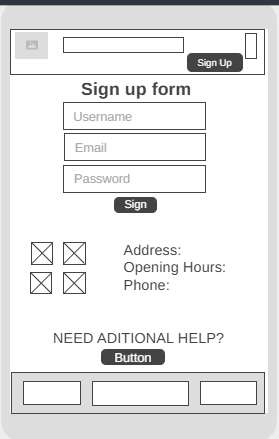 Sign Up
Sign up form
Username
Email
Password
Sign
Address:
Opening Hours:
Phone:
NEED ADITIONAL HELP?
Button